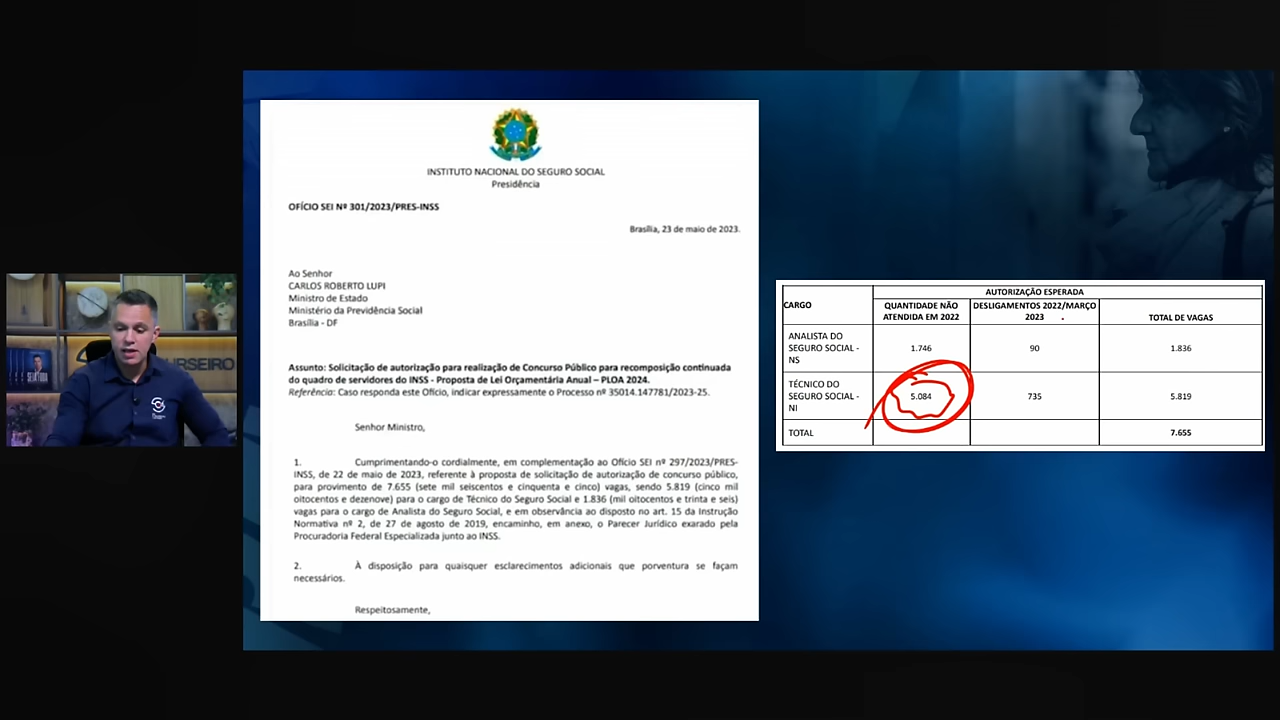 INSTITUTO NACIONAL DO SEGURO SOCIAL
Presidência
OFÍCIO SEI Nº 301/2023/PRES-INSS
Brasília, 23 de maio de 2023.
Ao Senhor
CARLOS ROBERTO LUPI
Ministro de Estado
Ministério da Previdência Social
Brasília - DF
Assunto: Solicitação de autorização para realização de Concurso Público para recomposição continuada
do quadro de servidores do INSS - Proposta de Lei Orçamentária Anual – PLOA 2024.
Referência: Caso responda este Ofício, indicar expressamente o Processo nº 35014.147781/2023-25.
Senhor Ministro,
1. Cumprimentando-o cordialmente, em complementação ao Ofício SEI nº 297/2023/PRES-
INSS, de 22 de maio de 2023, referente à proposta de solicitação de autorização de concurso público,
para provimento de 7.655 (sete mil seiscentos e cinquenta e cinco) vagas, sendo 5.819 (cinco mil
oitocentos e dezenove) para o cargo de Técnico do Seguro Social e 1.836 (mil oitocentos e trinta e seis)
vagas para o cargo de Analista do Seguro Social, e em observância ao disposto no art. 15 da Instrução
Normativa nº 2, de 27 de agosto de 2019, encaminho, em anexo, o Parecer Jurídico exarado pela
Procuradoria Federal Especializada junto ao INSS.
2. À disposição para quaisquer esclarecimentos adicionais que porventura se façam
necessários.
Respeitosamente,
AUTORIZAÇÃO ESPERADA
CARGO
QUANTIDADE NÃO
ATENDIDA EM 2022
DESLIGAMENTOS 2022/MARÇO
2023
TOTAL DE VAGAS
ANALISTA DO
SEGURO SOCIAL -
NS
1.746
90
1.836
TÉCNICO DO
SEGURO SOCIAL -
NI
5.084
735
5.819
TOTAL
7.655